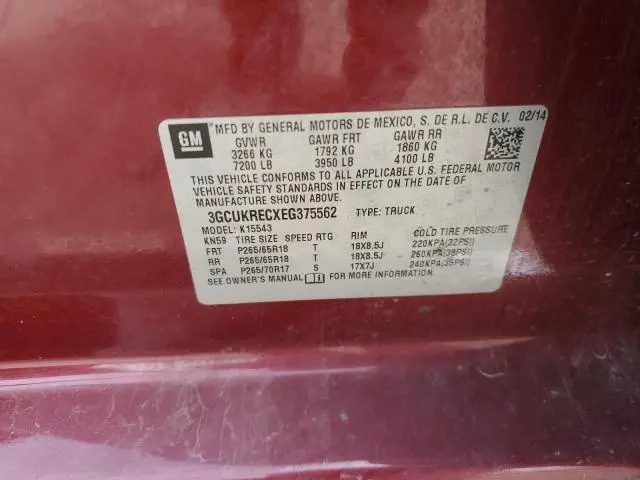 GM
MFD BY GENERAL MOTORS DE MEXICO, S. DE R.L. DE C.V. 02/14
GVWR GAWR FRT GAWR RR
3266 KG 1792 KG 1860 KG
7200 LB 3950 LB 4100 LB
THIS VEHICLE CONFORMS TO ALL APPLICABLE U.S. FEDERAL MOTOR
VEHICLE SAFETY STANDARDS IN EFFECT ON THE DATE OF
MANUFACTURE SHOWN ABOVE.
3GCUKRECXEG375562 TYPE: TRUCK
MODEL: K15543
KN59 TIRE SIZE SPEED RTG RIM COLD TIRE PRESSURE
FRT P265/65R18 T 18X8.5J 220KPA(32PSI)
RR P265/65R18 T 18X8.5J 260KPA(38PSI)
SPA P265/70R17 S 17X7J 240KPA(35PSI)
SEE OWNER'S MANUAL FOR MORE INFORMATION.